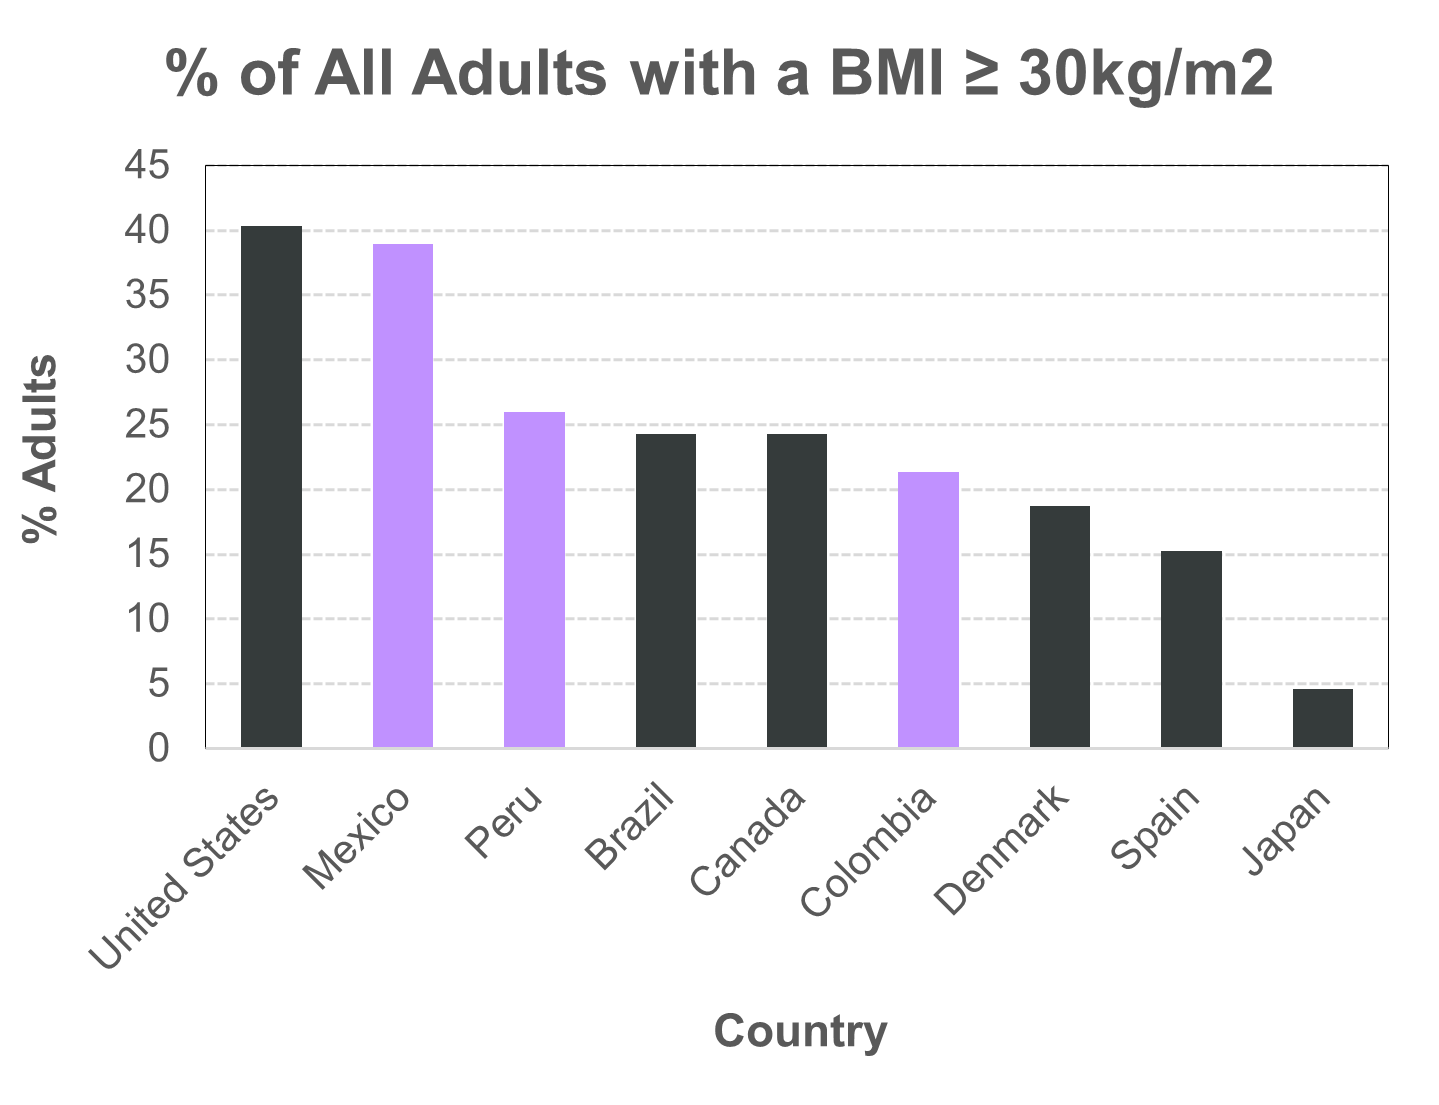 % of All Adults with a BMI ≥ 30kg/m2
45
40
35
30
25
20
15
10
5
0
% Adults
United States
Mexico
Peru
Brazil
Canada
Colombia
Denmark
Spain
Japan
Country